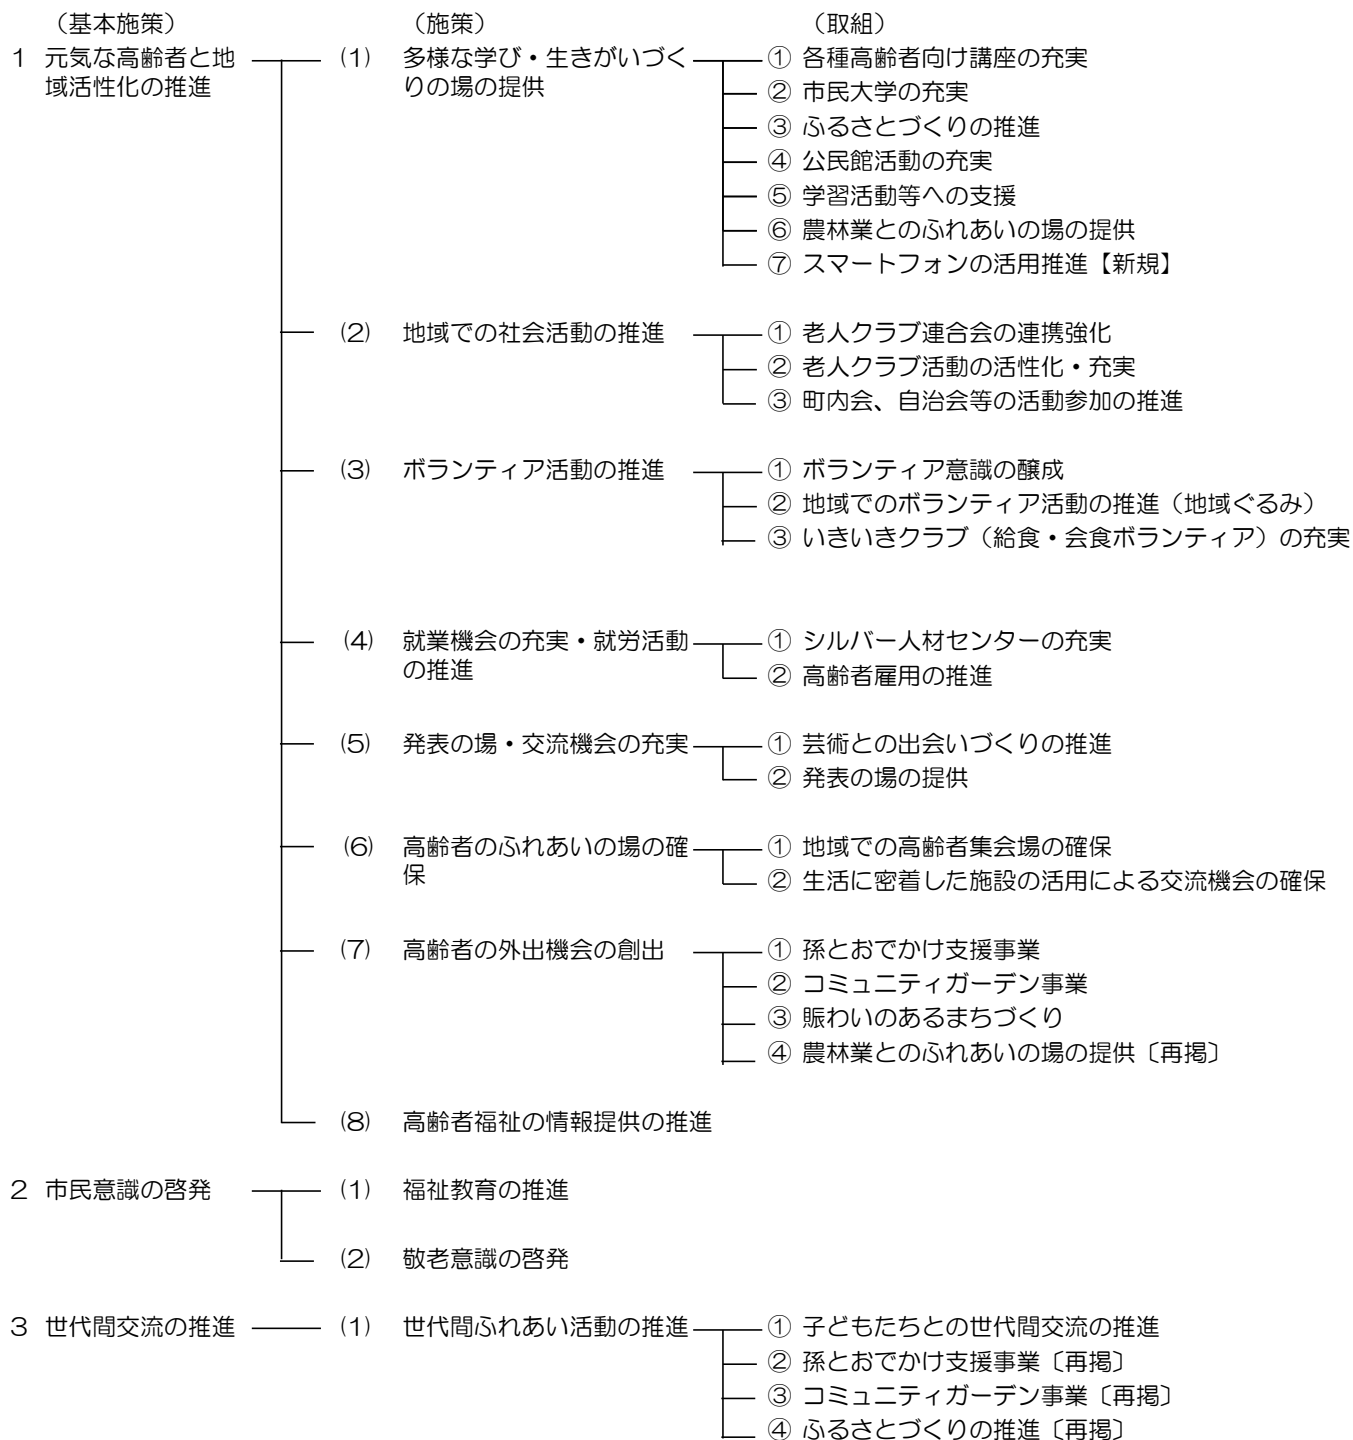 （基本施策）　（施策）　（取組）
1 元気な高齢者と地 (1) 多様な学び・生きがいづく ① 各種高齢者向け講座の充実
域活性化の推進 りの場の提供 ② 市民大学の充実
③ ふるさとづくりの推進
④ 公民館活動の充実
⑤ 学習活動等への支援
⑥ 農林業とのふれあいの場の提供
⑦ スマートフォンの活用推進【新規】
(2) 地域での社会活動の推進 ① 老人クラブ連合会の連携強化
② 老人クラブ活動の活性化・充実
③ 町内会、自治会等の活動参加の推進
(3) ボランティア活動の推進 ① ボランティア意識の醸成
② 地域でのボランティア活動の推進（地域ぐるみ）
③ いきいきクラブ（給食・会食ボランティア）の充実
(4) 就業機会の充実・就労活動 ① シルバー人材センターの充実
の推進 ② 高齢者雇用の推進
(5) 発表の場・交流機会の充実 ① 芸術との出会いづくりの推進
② 発表の場の提供
(6) 高齢者のふれあいの場の確 ① 地域での高齢者集会場の確保
保 ② 生活に密着した施設の活用による交流機会の確保
(7) 高齢者の外出機会の創出 ① 孫とおでかけ支援事業
② コミュニティガーデン事業
③ 賑わいのあるまちづくり
④ 農林業とのふれあいの場の提供〔再掲〕
(8) 高齢者福祉の情報提供の推進
2 市民意識の啓発 (1) 福祉教育の推進
(2) 敬老意識の啓発
3 世代間交流の推進 (1) 世代間ふれあい活動の推進 ① 子どもたちとの世代間交流の推進
② 孫とおでかけ支援事業〔再掲〕
③ コミュニティガーデン事業〔再掲〕
④ ふるさとづくりの推進〔再掲〕